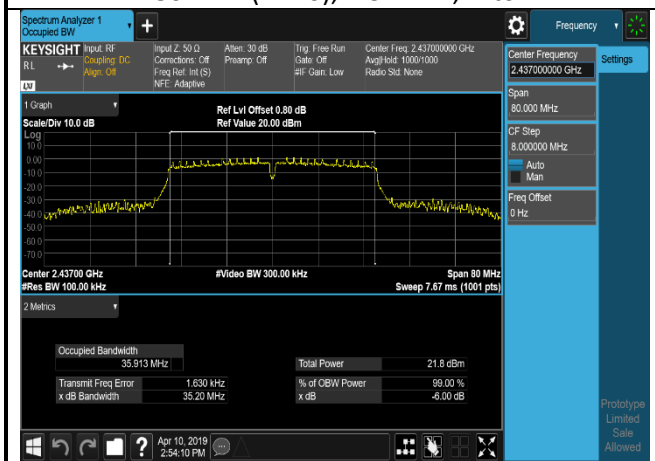 Spectrum Analyzer 1
Occupied BW
+
Frequency
KEYSIGHT
RL
LXI
Input: RF
Coupling: DC
Align: Off
Input Z: 50 Ω
Corrections: Off
Freq Ref: Int (S)
NFE: Adaptive
Atten: 30 dB
Preamp: Off
Trig: Free Run
Gate: Off
#IF Gain: Low
Center Freq: 2.437000000 GHz
Avg|Hold: 1000/1000
Radio Std: None
Center Frequency
2.437000000 GHz
Settings
Span
80.000 MHz
CF Step
8.000000 MHz
Auto
Man
Freq Offset
0 Hz
1 Graph
Scale/Div 10.0 dB
Ref Lvl Offset 0.80 dB
Ref Value 20.00 dBm
Log
10.0
0.00
-10.0
-20.0
-30.0
-40.0
-50.0
-60.0
-70.0
Center 2.43700 GHz
#Res BW 100.00 kHz
#Video BW 300.00 kHz
Span 80 MHz
Sweep 7.67 ms (1001 pts)
2 Metrics
Occupied Bandwidth
35.913 MHz
Total Power 21.8 dBm
Transmit Freq Error 1.630 kHz
% of OBW Power 99.00 %
x dB Bandwidth 35.20 MHz
x dB -6.00 dB
Prototype
Limited
Sale
Allowed
?
Apr 10, 2019
2:54:10 PM